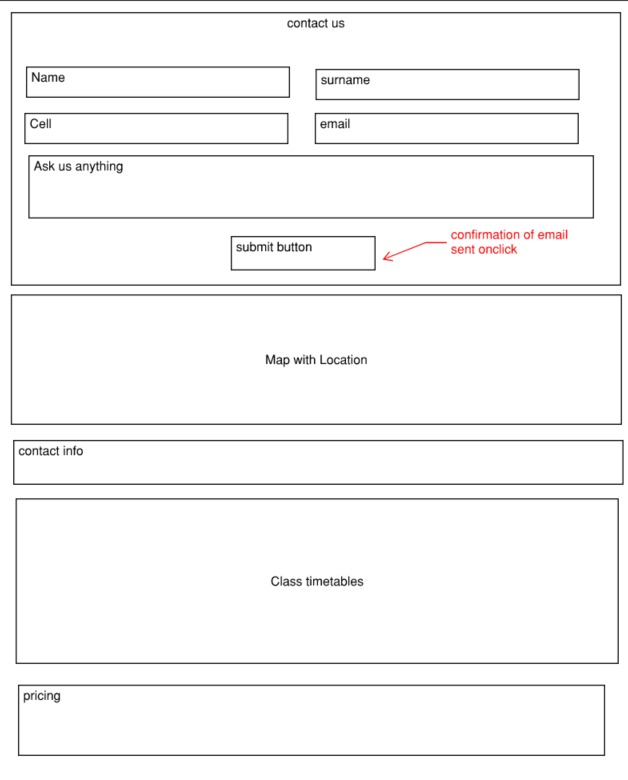 contact us
Name
surname
Cell
email
Ask us anything
submit button
confirmation of email
sent onclick
Map with Location
contact info
Class timetables
pricing